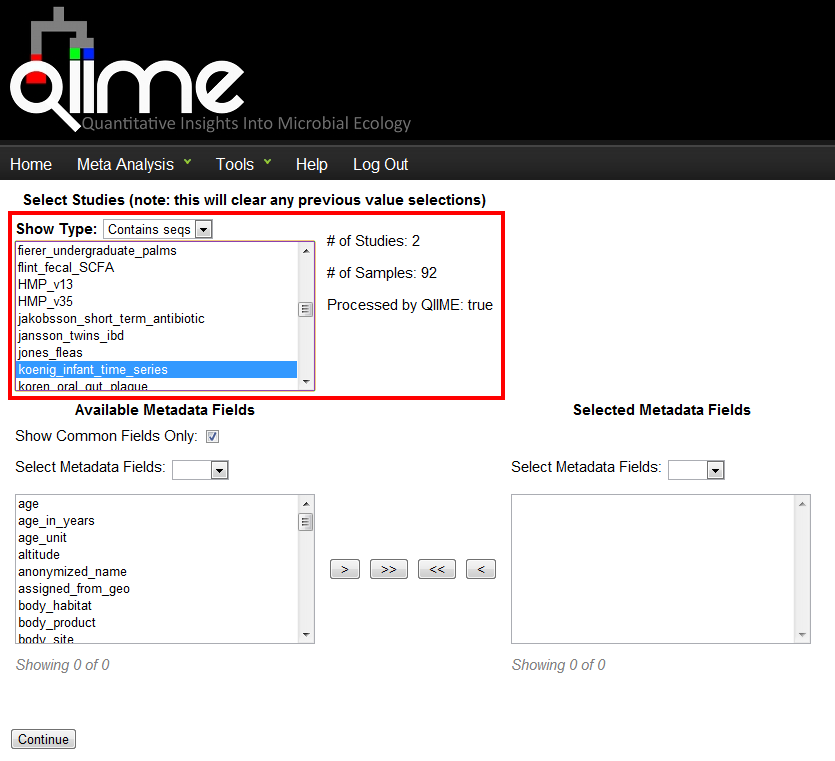 QIIME
Quantitative Insights Into Microbial Ecology
Home Meta Analysis Tools Help Log Out
Select Studies (note: this will clear any previous value selections)
Show Type: Contains seqs
fierer_undergraduate_palms
flint_fecal_SCFA
HMP_v13
HMP_v35
jakobsson_short_term_antibiotic
jansson_twins_ibd
jones_fleas
koenig_infant_time_series
koren_oral_gut_plaque
# of Studies: 2
# of Samples: 92
Processed by QIIME: true
Available Metadata Fields
Show Common Fields Only:
Select Metadata Fields:
age
age_in_years
age_unit
altitude
anonymized_name
assigned_from_geo
body_habitat
body_product
body_site
Showing 0 of 0
> >> << <
Selected Metadata Fields
Select Metadata Fields:
Showing 0 of 0
Continue